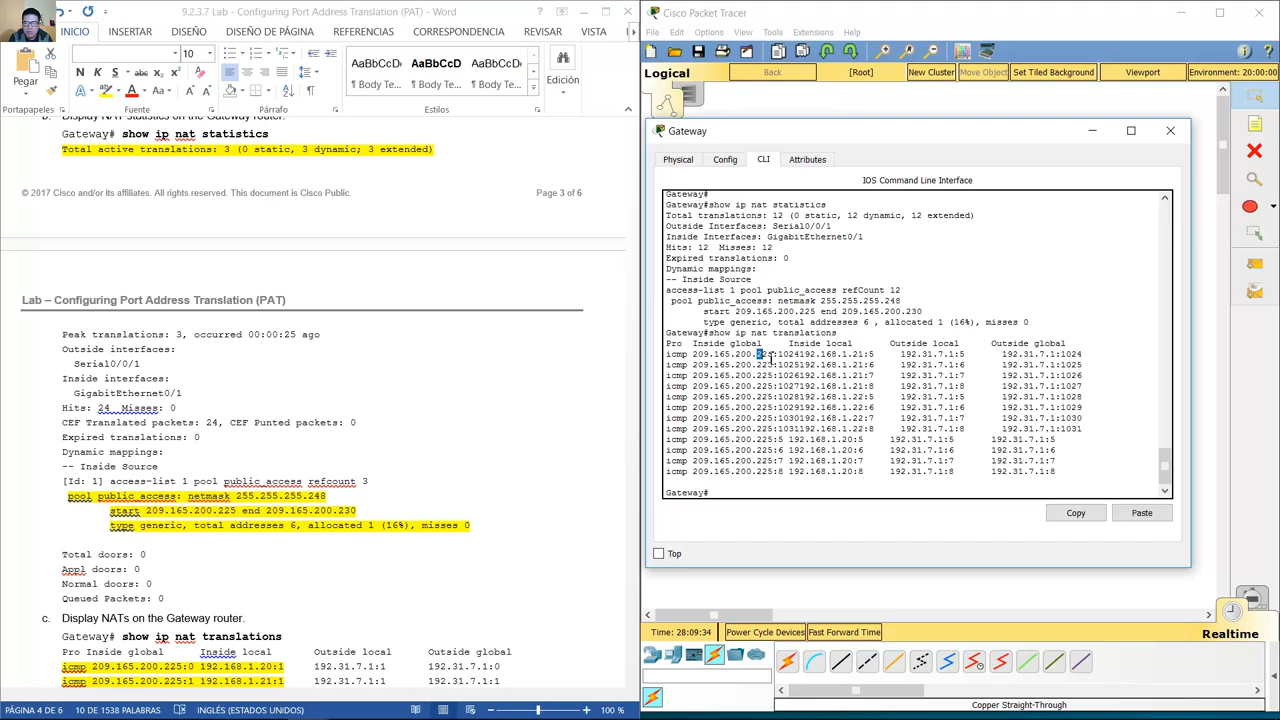 9.2.3.7 Lab - Configuring Port Address Translation (PAT) - Word
INICIO INSERTAR DISEÑO DISEÑO DE PÁGINA REFERENCIAS CORRESPONDENCIA REVISAR VISTA
10
AaBbCcDc AaBbCcDc AaBbCcDc
Pegar
Body Te... Body Te... Body Te...
Edición
Portapapeles Fuente Párrafo Estilos
b. Display NAT statistics on the Gateway router.
Gateway# show ip nat statistics
Total active translations: 3 (0 static, 3 dynamic; 3 extended)
© 2017 Cisco and/or its affiliates. All rights reserved. This document is Cisco Public. Page 3 of 6
Lab – Configuring Port Address Translation (PAT)
Peak translations: 3, occurred 00:00:25 ago
Outside interfaces:
Serial0/0/1
Inside interfaces:
GigabitEthernet0/1
Hits: 24 Misses: 0
CEF Translated packets: 24, CEF Punted packets: 0
Expired translations: 0
Dynamic mappings:
-- Inside Source
[Id: 1] access-list 1 pool public_access refcount 3
pool public_access: netmask 255.255.255.248
start 209.165.200.225 end 209.165.200.230
type generic, total addresses 6, allocated 1 (16%), misses 0
Total doors: 0
Appl doors: 0
Normal doors: 0
Queued Packets: 0
c. Display NATs on the Gateway router.
Gateway# show ip nat translations
Pro Inside global Inside local Outside local Outside global
icmp 209.165.200.225:0 192.168.1.20:1 192.31.7.1:1 192.31.7.1:0
icmp 209.165.200.225:1 192.168.1.21:1 192.31.7.1:1 192.31.7.1:1
PÁGINA 4 DE 6 10 DE 1538 PALABRAS INGLÉS (ESTADOS UNIDOS) 100 %
Cisco Packet Tracer
File Edit Options View Tools Extensions Help
Logical Back [Root] New Cluster Move Object Set Tiled Background Viewport Environment: 20:00:00
Gateway
Physical Config CLI Attributes
IOS Command Line Interface
Gateway#
Gateway#show ip nat statistics
Total translations: 12 (0 static, 12 dynamic, 12 extended)
Outside Interfaces: Serial0/0/1
Inside Interfaces: GigabitEthernet0/1
Hits: 12 Misses: 12
Expired translations: 0
Dynamic mappings:
-- Inside Source
access-list 1 pool public_access refCount 12
pool public_access: netmask 255.255.255.248
start 209.165.200.225 end 209.165.200.230
type generic, total addresses 6 , allocated 1 (16%), misses 0
Gateway#show ip nat translations
Pro Inside global Inside local Outside local Outside global
icmp 209.165.200.225:1024192.168.1.21:5 192.31.7.1:5 192.31.7.1:1024
icmp 209.165.200.225:1025192.168.1.21:6 192.31.7.1:6 192.31.7.1:1025
icmp 209.165.200.225:1026192.168.1.21:7 192.31.7.1:7 192.31.7.1:1026
icmp 209.165.200.225:1027192.168.1.21:8 192.31.7.1:8 192.31.7.1:1027
icmp 209.165.200.225:1028192.168.1.22:5 192.31.7.1:5 192.31.7.1:1028
icmp 209.165.200.225:1029192.168.1.22:6 192.31.7.1:6 192.31.7.1:1029
icmp 209.165.200.225:1030192.168.1.22:7 192.31.7.1:7 192.31.7.1:1030
icmp 209.165.200.225:1031192.168.1.22:8 192.31.7.1:8 192.31.7.1:1031
icmp 209.165.200.225:5 192.168.1.20:5 192.31.7.1:5 192.31.7.1:5
icmp 209.165.200.225:6 192.168.1.20:6 192.31.7.1:6 192.31.7.1:6
icmp 209.165.200.225:7 192.168.1.20:7 192.31.7.1:7 192.31.7.1:7
icmp 209.165.200.225:8 192.168.1.20:8 192.31.7.1:8 192.31.7.1:8
Gateway#
Copy Paste
Top
Time: 28:09:34 Power Cycle Devices Fast Forward Time Realtime
Copper Straight-Through